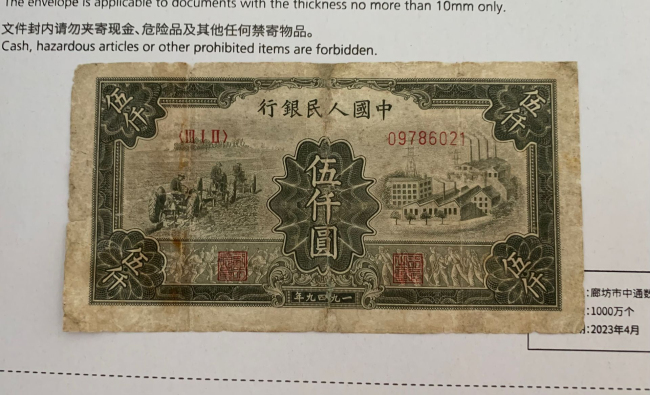 The envelope is applicable to documents with the thickness no more than 10mm only.
文件封内请勿夹寄现金、危险品及其他任何禁寄物品。
Cash, hazardous articles or other prohibited items are forbidden.
伍仟
行銀民人國中
伍仟
〈III I II〉
09786021
伍仟圓
伍仟
伍仟
年九四九一
:廊坊市中通数
:1000万个
:2023年4月